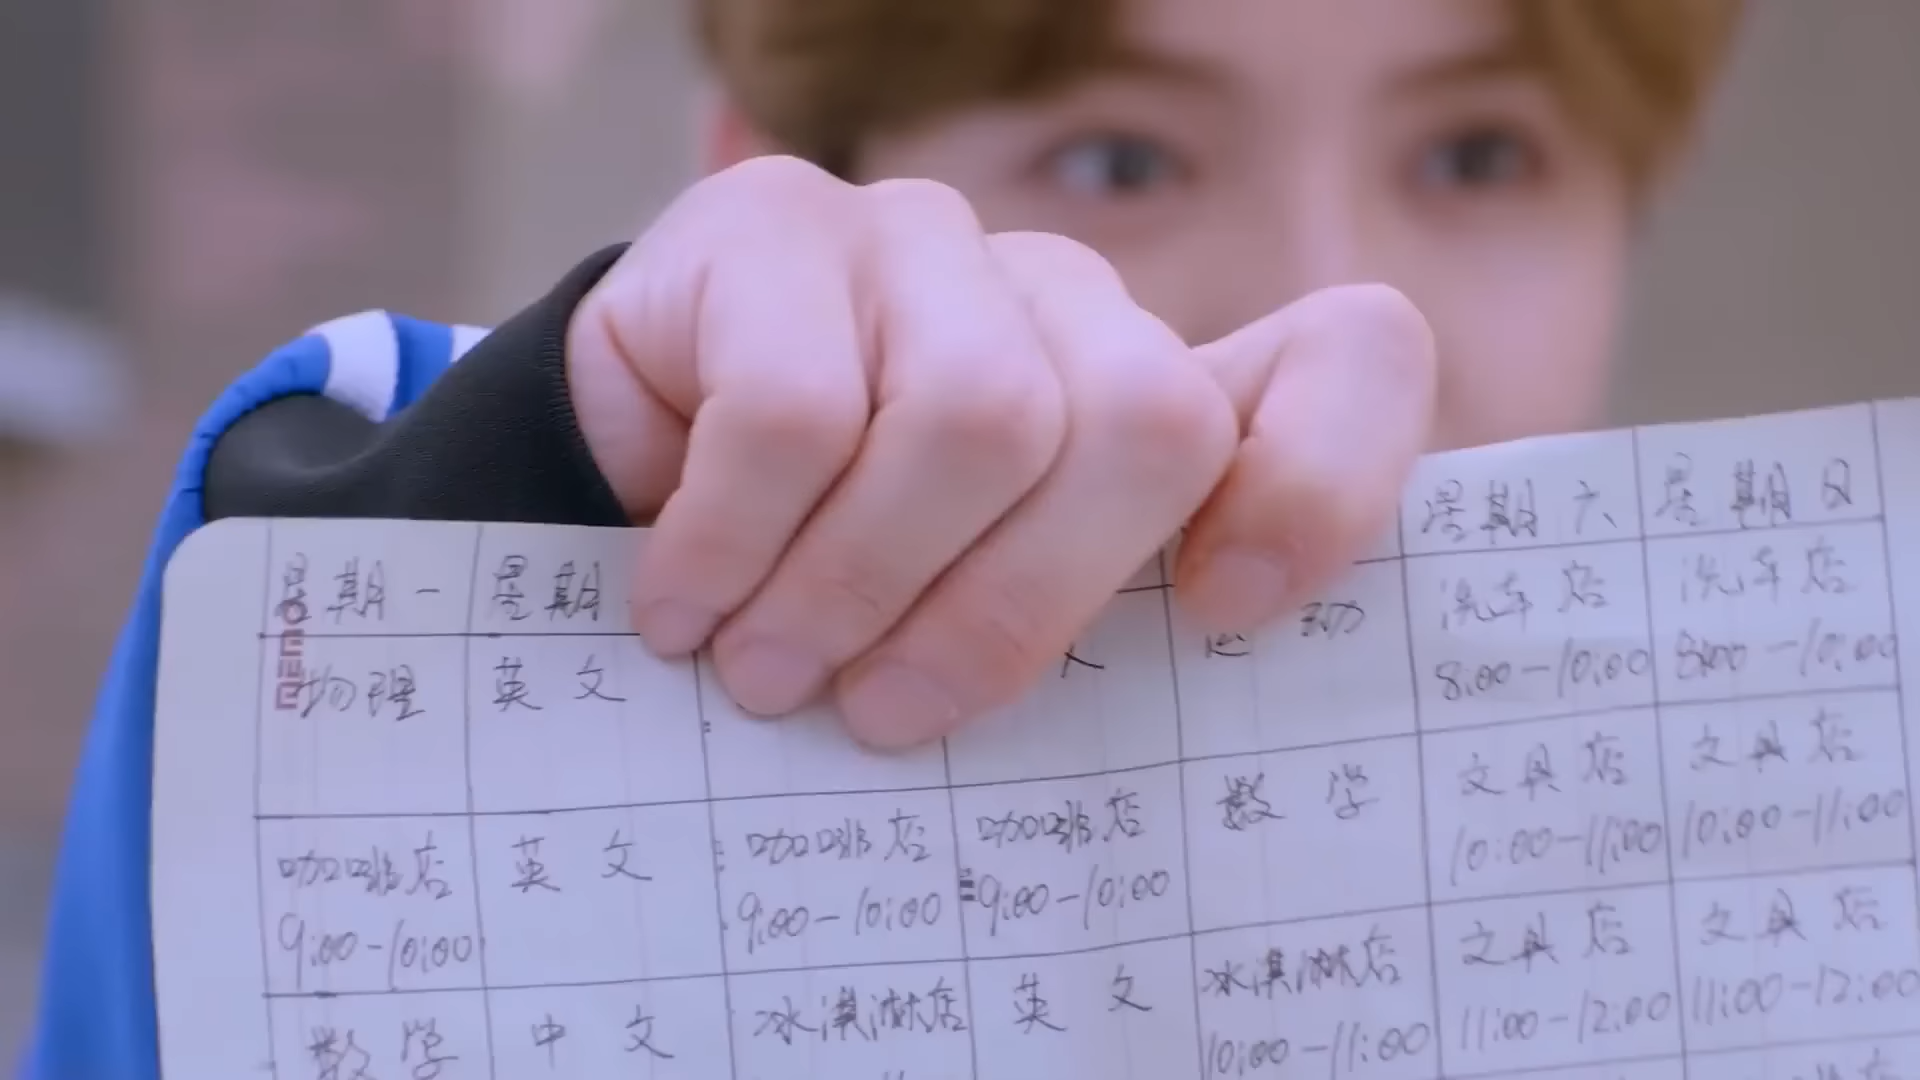 星期一 星期 星期六 星期日
MEMO
物理 英文 运动 洗车店 洗车店
8:00-10:00 8:00-10:00
咖啡店 英文 咖啡店 咖啡店 数学 文具店 文具店
9:00-10:00 9:00-10:00 9:00-10:00 10:00-11:00 10:00-11:00
数学 中文 冰淇淋店 英文 冰淇淋店 文具店 文具店
10:00-11:00 11:00-12:00 11:00-12:00